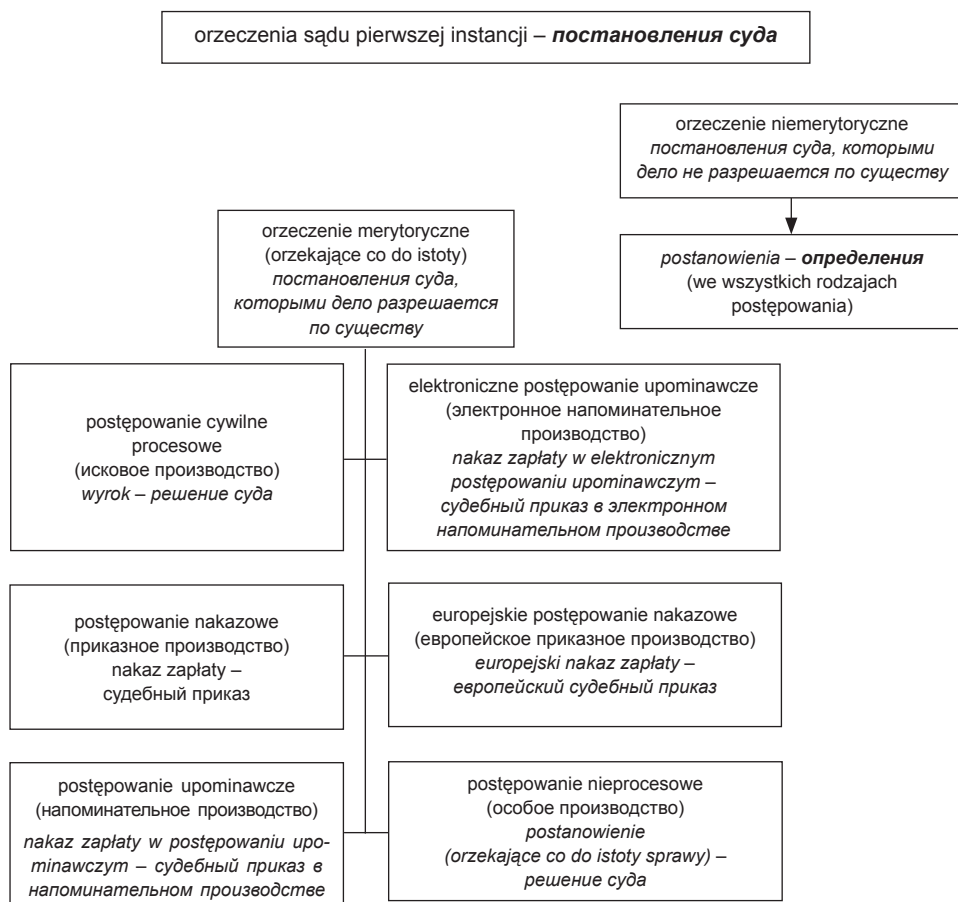 orzeczenia sądu pierwszej instancji – постановления суда
orzeczenie niemerytoryczne
постановления суда, которыми
дело не разрешается по существу
orzeczenie merytoryczne
(orzekające co do istoty)
постановления суда,
которыми дело разрешается
по существу
postanowienia – определения
(we wszystkich rodzajach
postępowania)
postępowanie cywilne
procesowe
(исковое производство)
wyrok – решение суда
elektroniczne postępowanie upominawcze
(электронное напоминательное
производство)
nakaz zapłaty w elektronicznym
postępowaniu upominawczym –
судебный приказ в электронном
напоминательном производстве
postępowanie nakazowe
(приказное производство)
nakaz zapłaty –
судебный приказ
europejskie postępowanie nakazowe
(европейское приказное производство)
europejski nakaz zapłaty –
европейский судебный приказ
postępowanie upominawcze
(напоминательное производство)
nakaz zapłaty w postępowaniu upo-
minawczym – судебный приказ в
напоминательном производстве
postępowanie nieprocesowe
(особое производство)
postanowienie
(orzekające co do istoty sprawy) –
решение суда